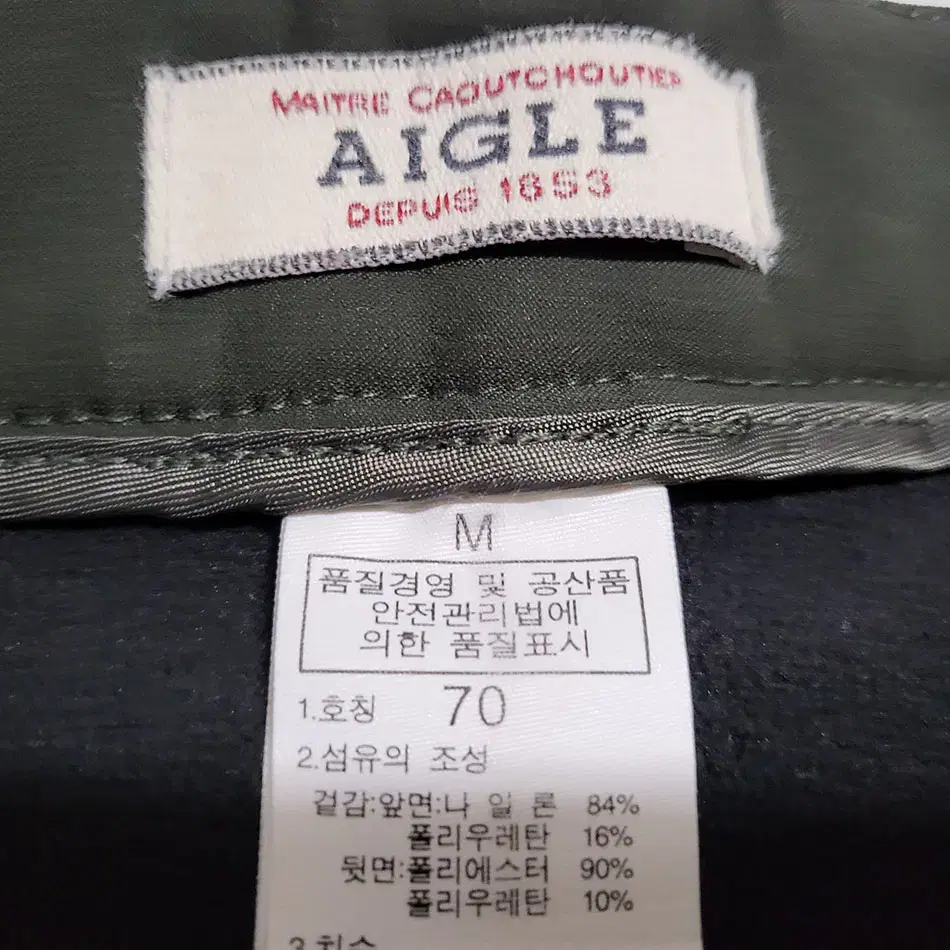 MAITRE CAOUTCHOUTIER
AIGLE
DEPUIS 1853
M
품질경영 및 공산품
안전관리법에
의한 품질표시
1.호칭 70
2.섬유의 조성
겉감:앞면:나 일 론 84%
폴리우레탄 16%
뒷면:폴리에스터 90%
폴리우레탄 10%
3.치수